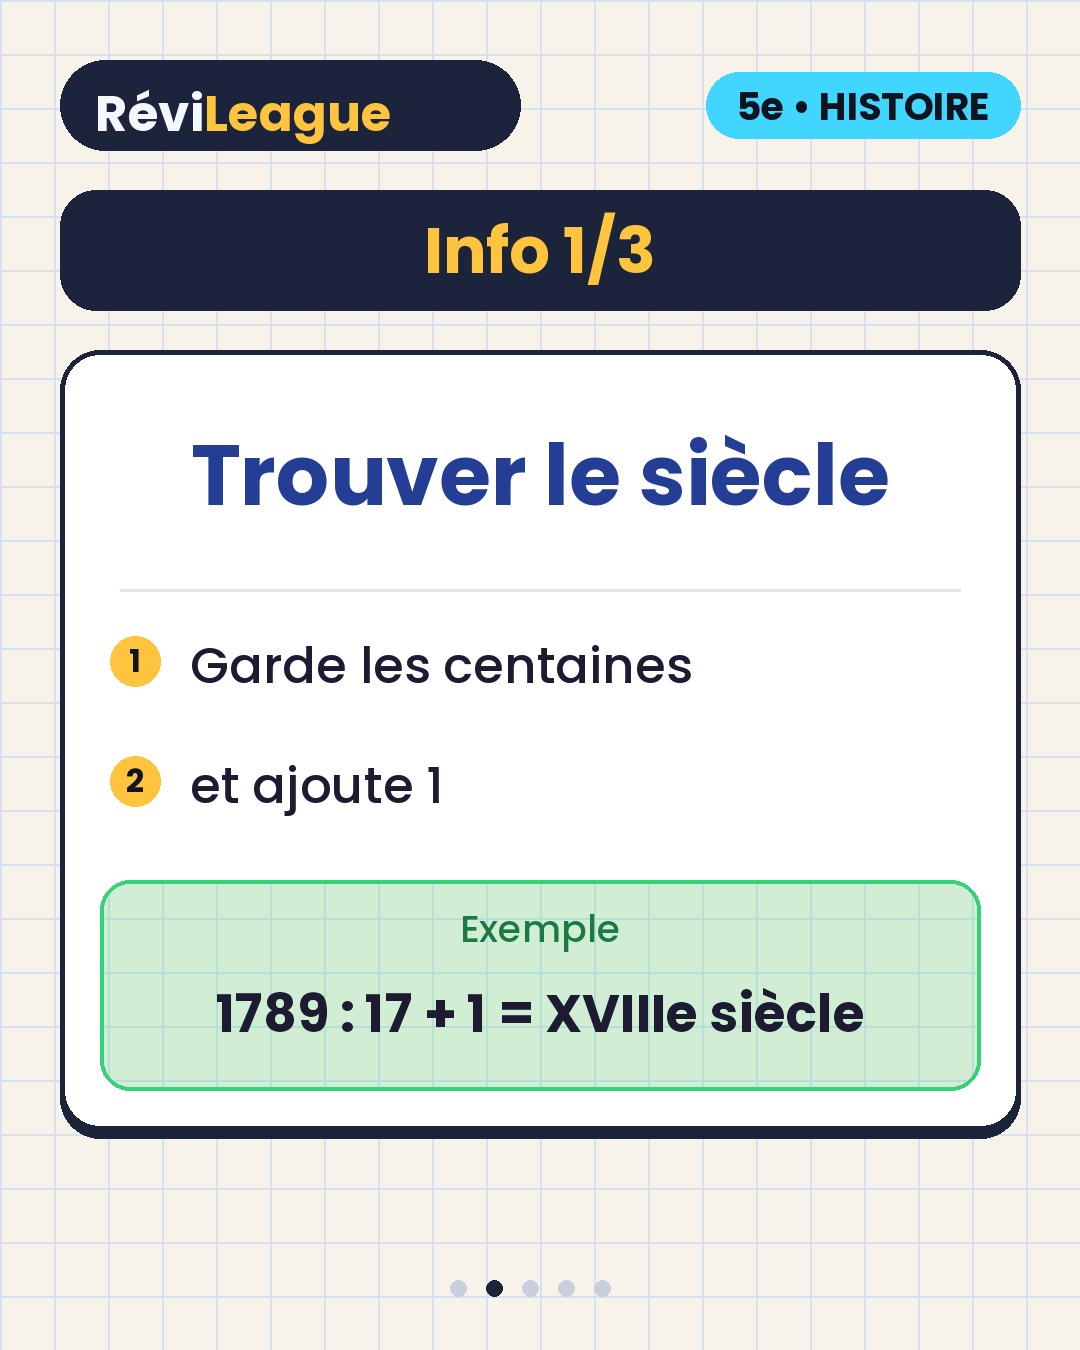 RéviLeague
5e • HISTOIRE
Info 1/3
Trouver le siècle
1 Garde les centaines
2 et ajoute 1
Exemple
1789 : 17 + 1 = XVIIIe siècle